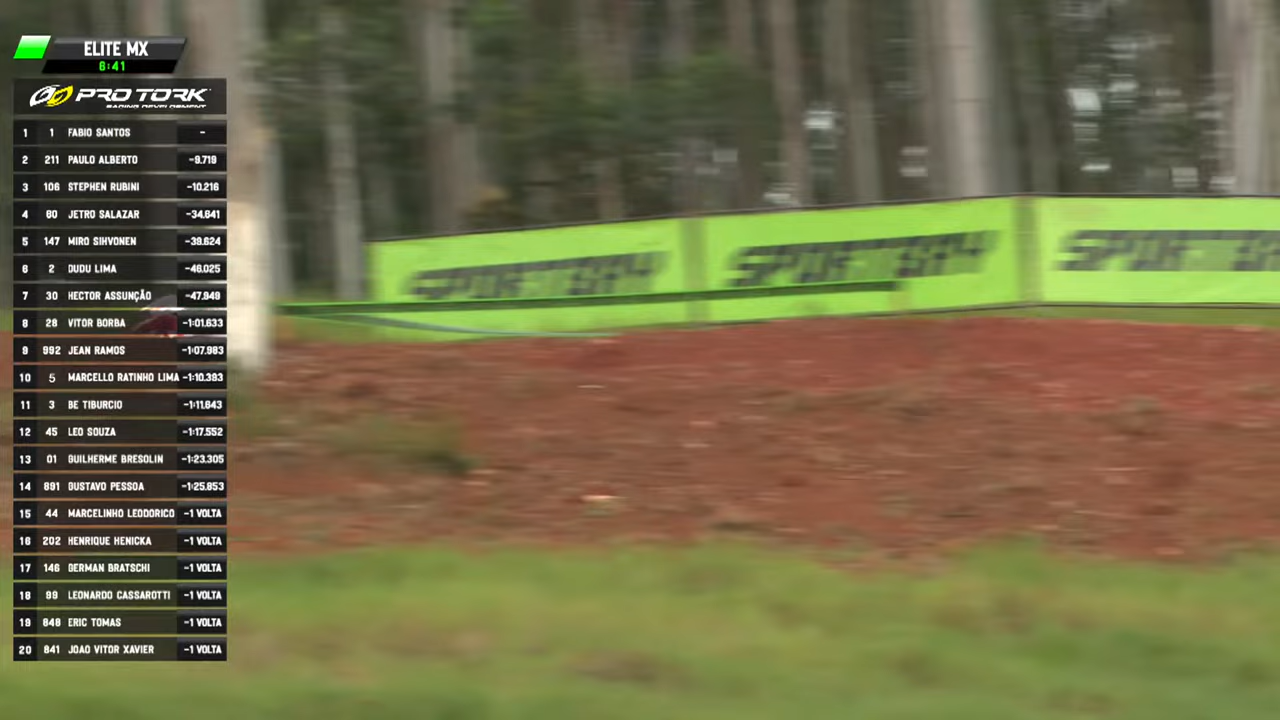 ELITE MX
6:41
PRO TORK
RACING DEVELOPMENT
1 1 FABIO SANTOS -
2 211 PAULO ALBERTO -9.719
3 106 STEPHEN RUBINI -10.216
4 60 JETRO SALAZAR -34.641
5 147 MIRO SIHVONEN -39.624
6 2 DUDU LIMA -46.025
7 30 HECTOR ASSUNÇÃO -47.949
8 28 VITOR BORBA -1:01.633
9 992 JEAN RAMOS -1:07.983
10 5 MARCELLO RATINHO LIMA -1:10.393
11 3 BE TIBURCIO -1:11.643
12 45 LEO SOUZA -1:17.552
13 01 GUILHERME BRESOLIN -1:23.305
14 891 GUSTAVO PESSOA -1:25.853
15 44 MARCELINHO LEODORICO -1 VOLTA
16 202 HENRIQUE HENICKA -1 VOLTA
17 146 GERMAN BRATSCHI -1 VOLTA
18 99 LEONARDO CASSAROTTI -1 VOLTA
19 848 ERIC TOMAS -1 VOLTA
20 841 JOAO VITOR XAVIER -1 VOLTA